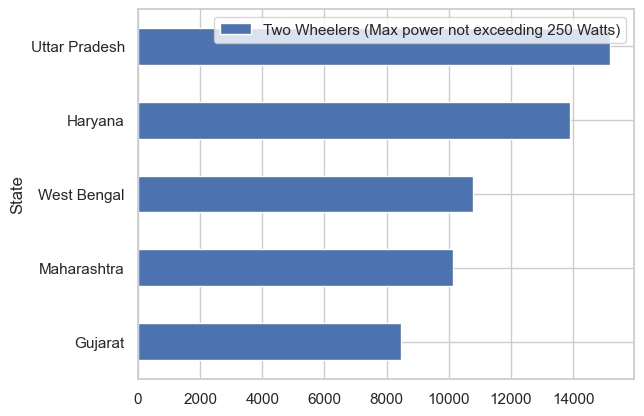 Two Wheelers (Max power not exceeding 250 Watts)
Uttar Pradesh
Haryana
West Bengal
Maharashtra
Gujarat
State
0 2000 4000 6000 8000 10000 12000 14000